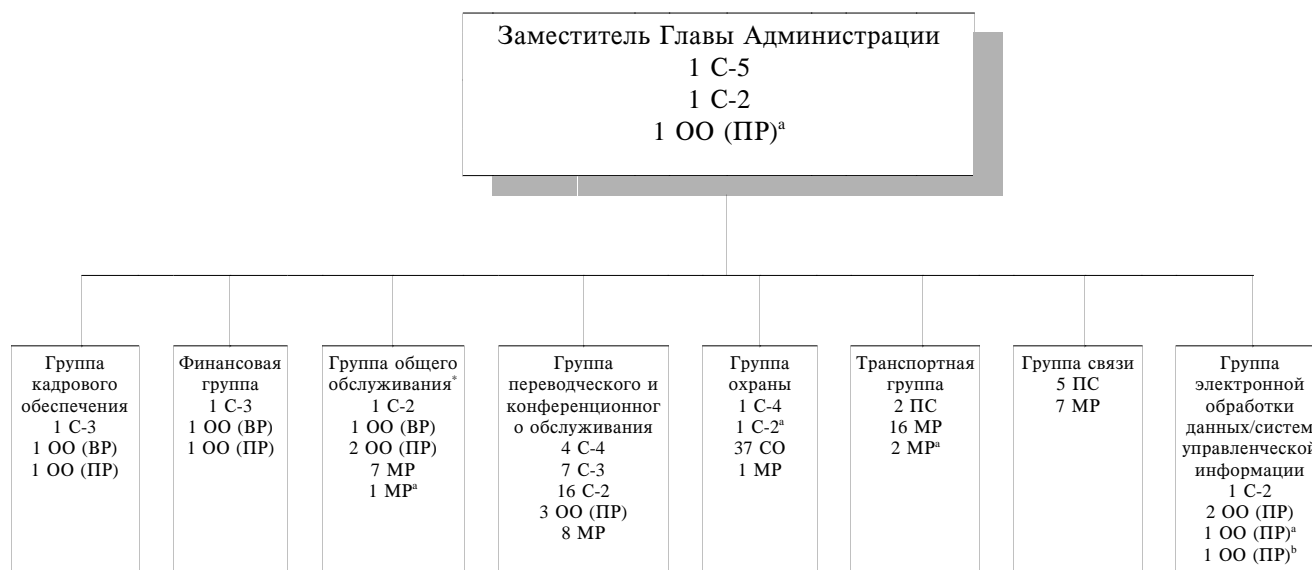 Заместитель Главы Администрации
1 С-5
1 С-2
1 ОО (ПР)ᵃ
Группа
кадрового
обеспечения
1 С-3
1 ОО (ВР)
1 ОО (ПР)
Финансовая
группа
1 С-3
1 ОО (ВР)
1 ОО (ПР)
Группа общего
обслуживания*
1 С-2
1 ОО (ВР)
2 ОО (ПР)
7 МР
1 МРᵃ
Группа
переводческого и
конференционног
о обслуживания
4 С-4
7 С-3
16 С-2
3 ОО (ПР)
8 МР
Группа
охраны
1 С-4
1 С-2ᵃ
37 СО
1 МР
Транспортная
группа
2 ПС
16 МР
2 МРᵃ
Группа связи
5 ПС
7 МР
Группа
электронной
обработки
данных/систем
управленческой
информации
1 С-2
2 ОО (ПР)
1 ОО (ПР)ᵃ
1 ОО (ПР)ᵇ